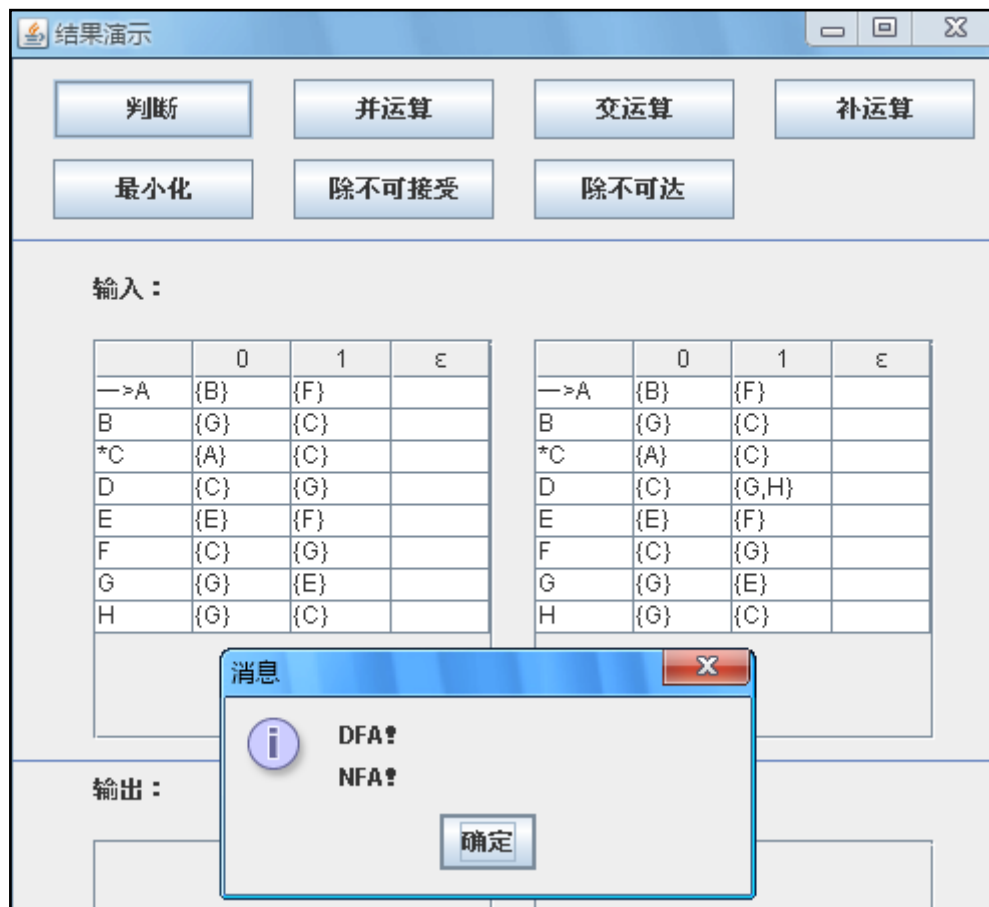 结果演示
判断 并运算 交运算 补运算
最小化 除不可接受 除不可达
输入：
0 1 ε
—>A {B} {F}
B {G} {C}
*C {A} {C}
D {C} {G}
E {E} {F}
F {C} {G}
G {G} {E}
H {G} {C}
0 1 ε
—>A {B} {F}
B {G} {C}
*C {A} {C}
D {C} {G,H}
E {E} {F}
F {C} {G}
G {G} {E}
H {G} {C}
消息
DFA!
NFA!
确定
输出：